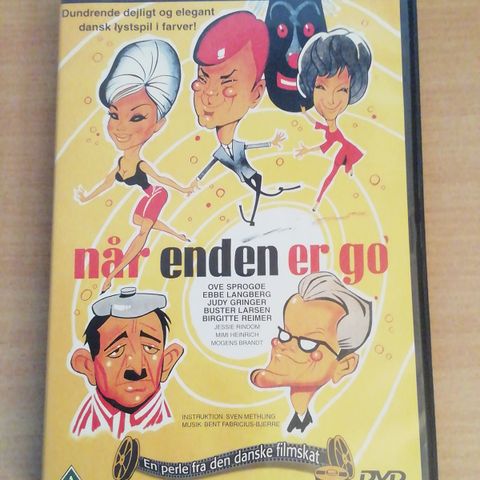 Dundrende dejligt og elegant
dansk lystspil i farver!
når enden er go'
OVE SPROGØE
EBBE LANGBERG
JUDY GRINGER
BUSTER LARSEN
BIRGITTE REIMER
JESSIE RINDOM
MIMI HEINRICH
MOGENS BRANDT
INSTRUKTION: SVEN METHLING
MUSIK: BENT FABRICIUS-BJERRE
En perle fra den danske filmskat
A
DVD